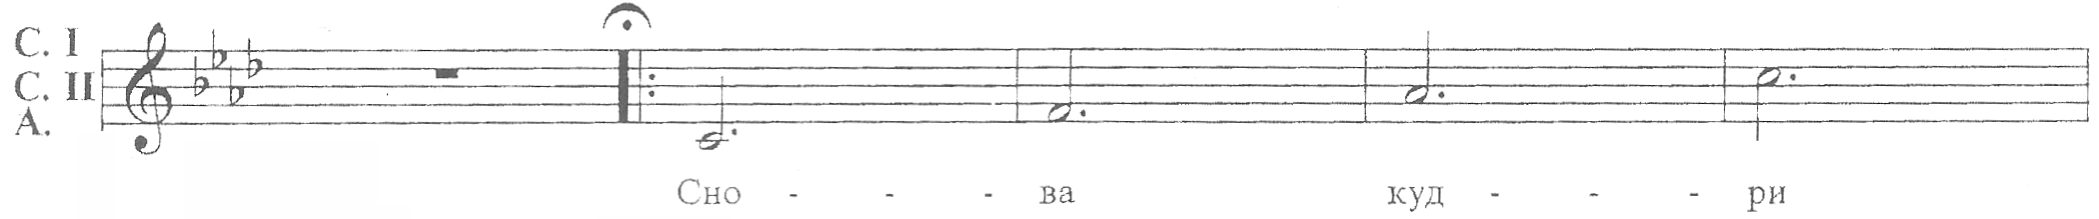 C. I
C. II
A.
Сно - - - ва куд - - - ри